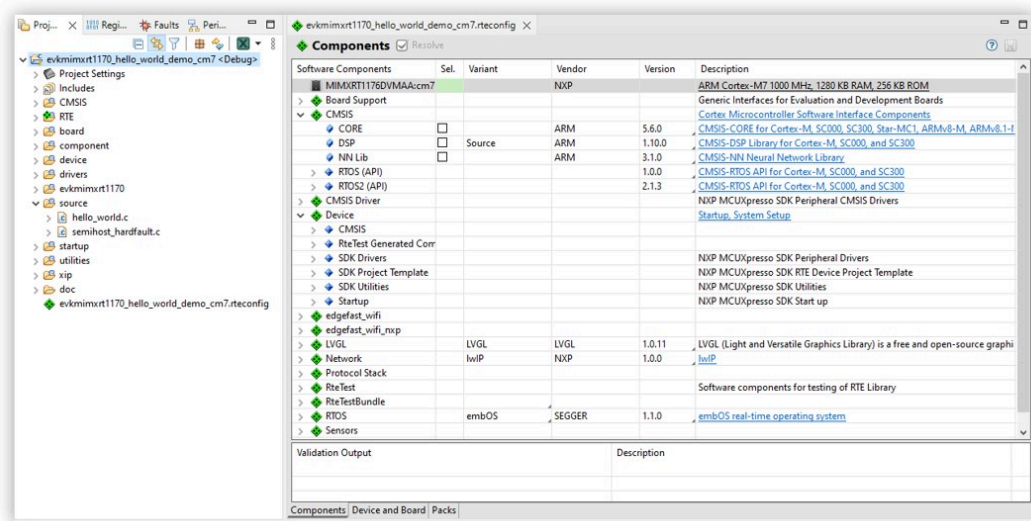 Proj...
Regi...
Faults
Peri...
evkmimxrt1170_hello_world_demo_cm7 <Debug>
Project Settings
Includes
CMSIS
RTE
board
component
device
drivers
evkmimxrt1170
source
hello_world.c
semihost_hardfault.c
startup
utilities
xip
doc
evkmimxrt1170_hello_world_demo_cm7.rteconfig
evkmimxrt1170_hello_world_demo_cm7.rteconfig
Components Resolve
Software Components Sel. Variant Vendor Version Description
MIMXRT1176DVMAA:cm7 NXP ARM Cortex-M7 1000 MHz, 1280 KB RAM, 256 KB ROM
Board Support Generic Interfaces for Evaluation and Development Boards
CMSIS Cortex Microcontroller Software Interface Components
CORE ARM 5.6.0 CMSIS-CORE for Cortex-M, SC000, SC300, Star-MC1, ARMv8-M, ARMv8.1-M
DSP Source ARM 1.10.0 CMSIS-DSP Library for Cortex-M, SC000, and SC300
NN Lib ARM 3.1.0 CMSIS-NN Neural Network Library
RTOS (API) 1.0.0 CMSIS-RTOS API for Cortex-M, SC000, and SC300
RTOS2 (API) 2.1.3 CMSIS-RTOS API for Cortex-M, SC000, and SC300
CMSIS Driver NXP MCUXpresso SDK Peripheral CMSIS Drivers
Device Startup, System Setup
CMSIS
RteTest Generated Com
SDK Drivers NXP MCUXpresso SDK Peripheral Drivers
SDK Project Template NXP MCUXpresso SDK RTE Device Project Template
SDK Utilities NXP MCUXpresso SDK Utilities
Startup NXP MCUXpresso SDK Start up
edgefast_wifi
edgefast_wifi_nxp
LVGL LVGL LVGL 1.0.11 LVGL (Light and Versatile Graphics Library) is a free and open-source graphi
Network lwIP NXP 1.0.0 lwIP
Protocol Stack
RteTest Software components for testing of RTE Library
RteTestBundle
RTOS embOS SEGGER 1.1.0 embOS real-time operating system
Sensors
Validation Output Description
Components Device and Board Packs